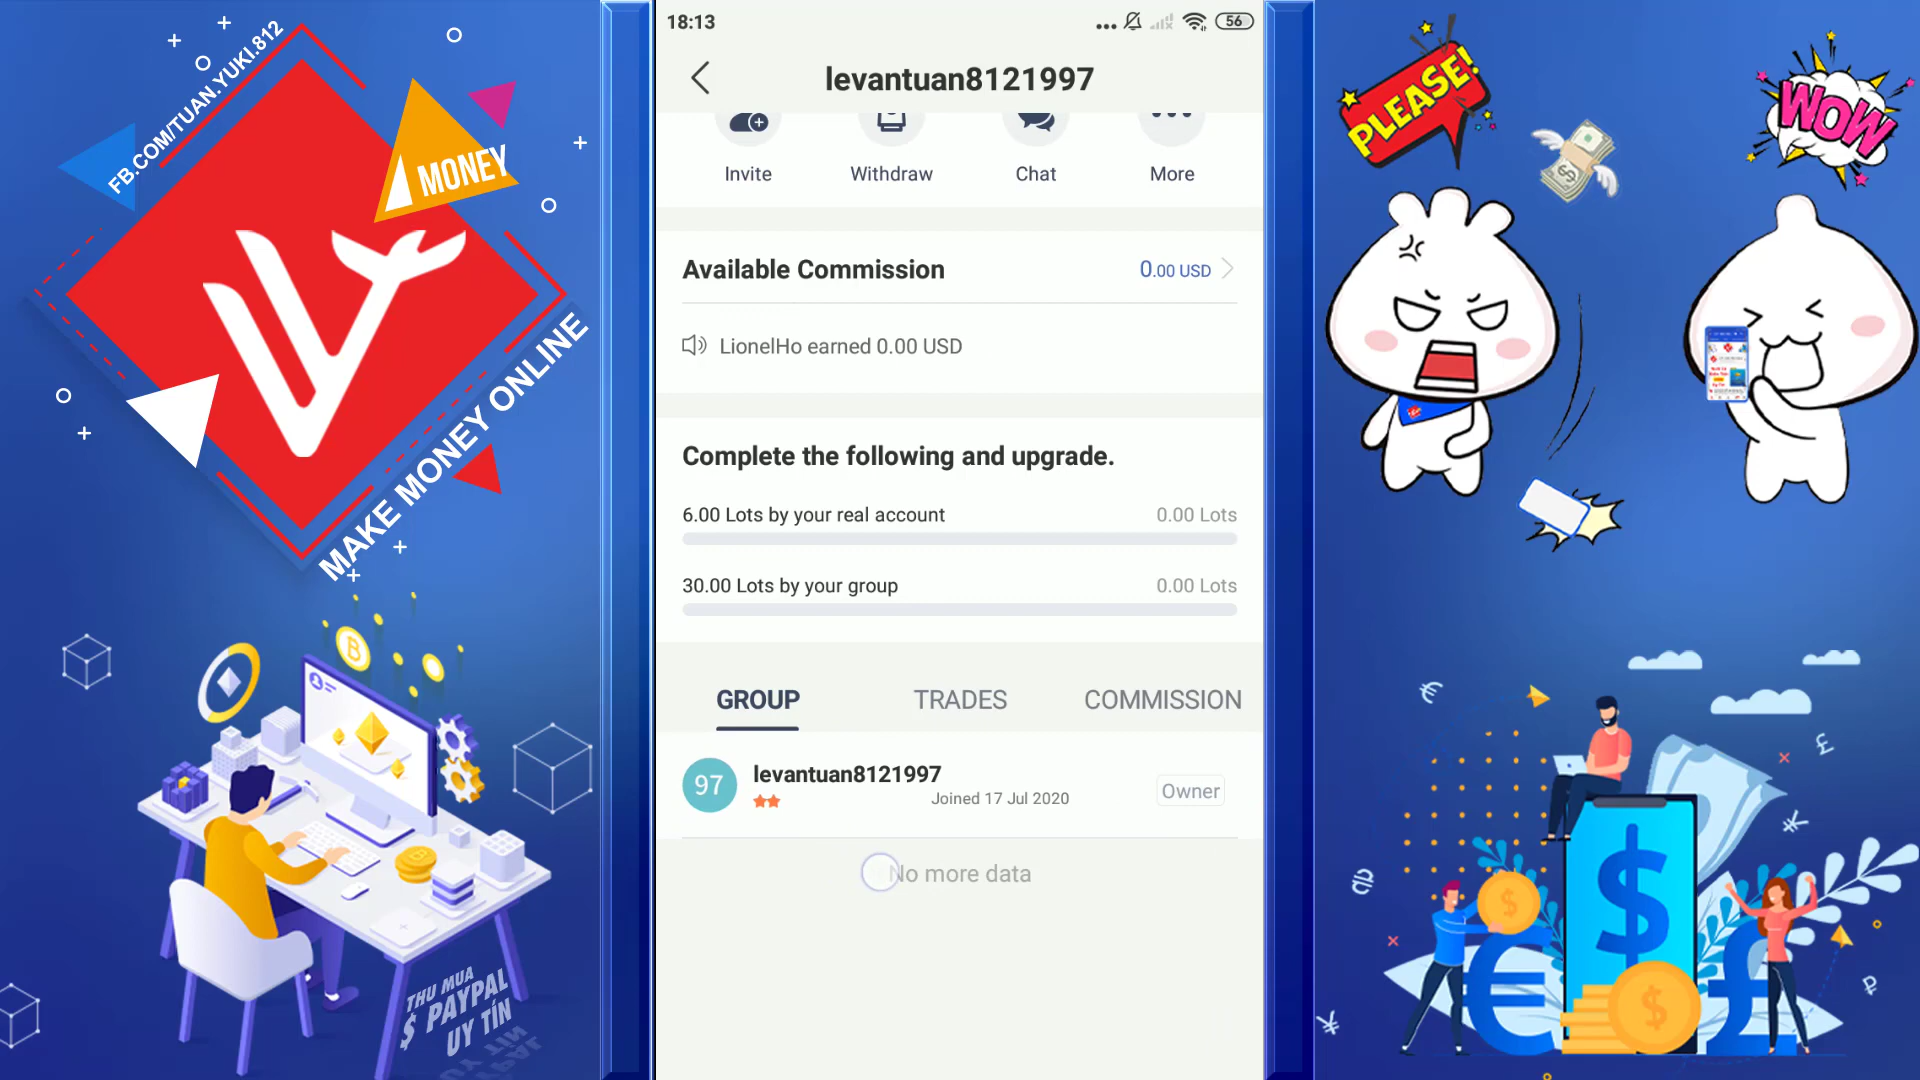 FB.COM/TUAN.YUKI.812
MONEY
MAKE MONEY ONLINE
THU MUA
$ PAYPAL
UY TÍN
18:13
56
levantuan8121997
Invite
Withdraw
Chat
More
Available Commission
0.00 USD
LionelHo earned 0.00 USD
Complete the following and upgrade.
6.00 Lots by your real account
0.00 Lots
30.00 Lots by your group
0.00 Lots
GROUP
TRADES
COMMISSION
97
levantuan8121997
Joined 17 Jul 2020
Owner
No more data
PLEASE!
WOW